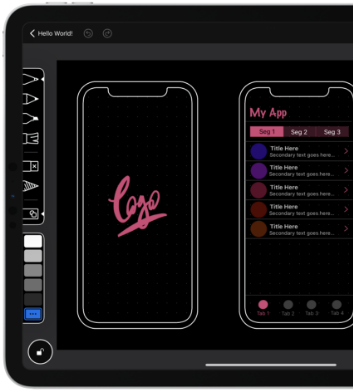 Hello World!
Logo
My App
Seg 1 Seg 2 Seg 3
Title Here
Secondary text goes here...
Title Here
Secondary text goes here...
Title Here
Secondary text goes here...
Title Here
Secondary text goes here...
Title Here
Secondary text goes here...
Tab 1 Tab 2 Tab 3 Tab 4